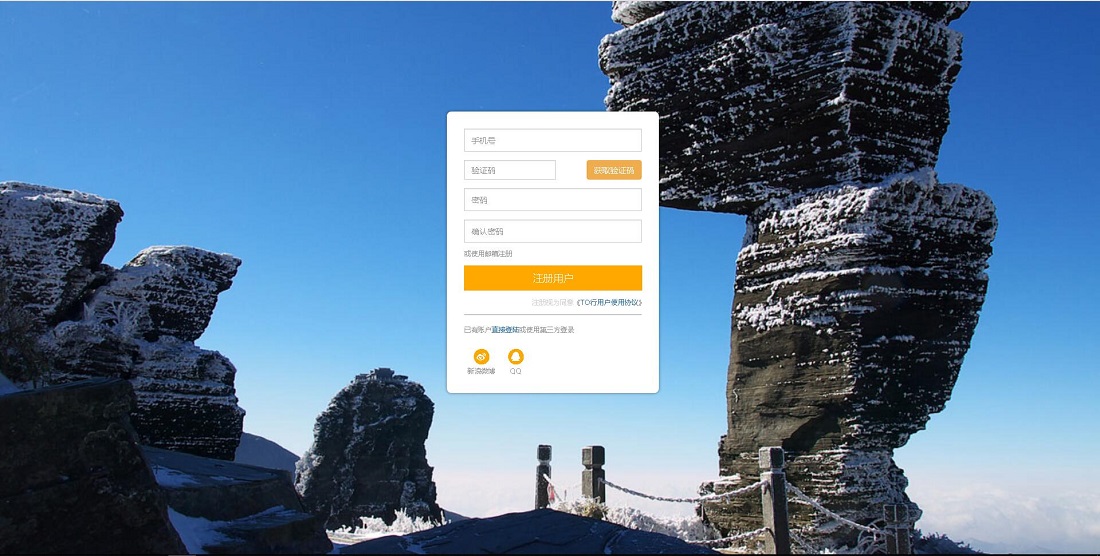 手机号
验证码 获取验证码
密码
确认密码
或使用邮箱注册
注册用户
注册视为同意《TO行用户使用协议》
已有账户直接登陆或使用第三方登录
新浪微博 QQ